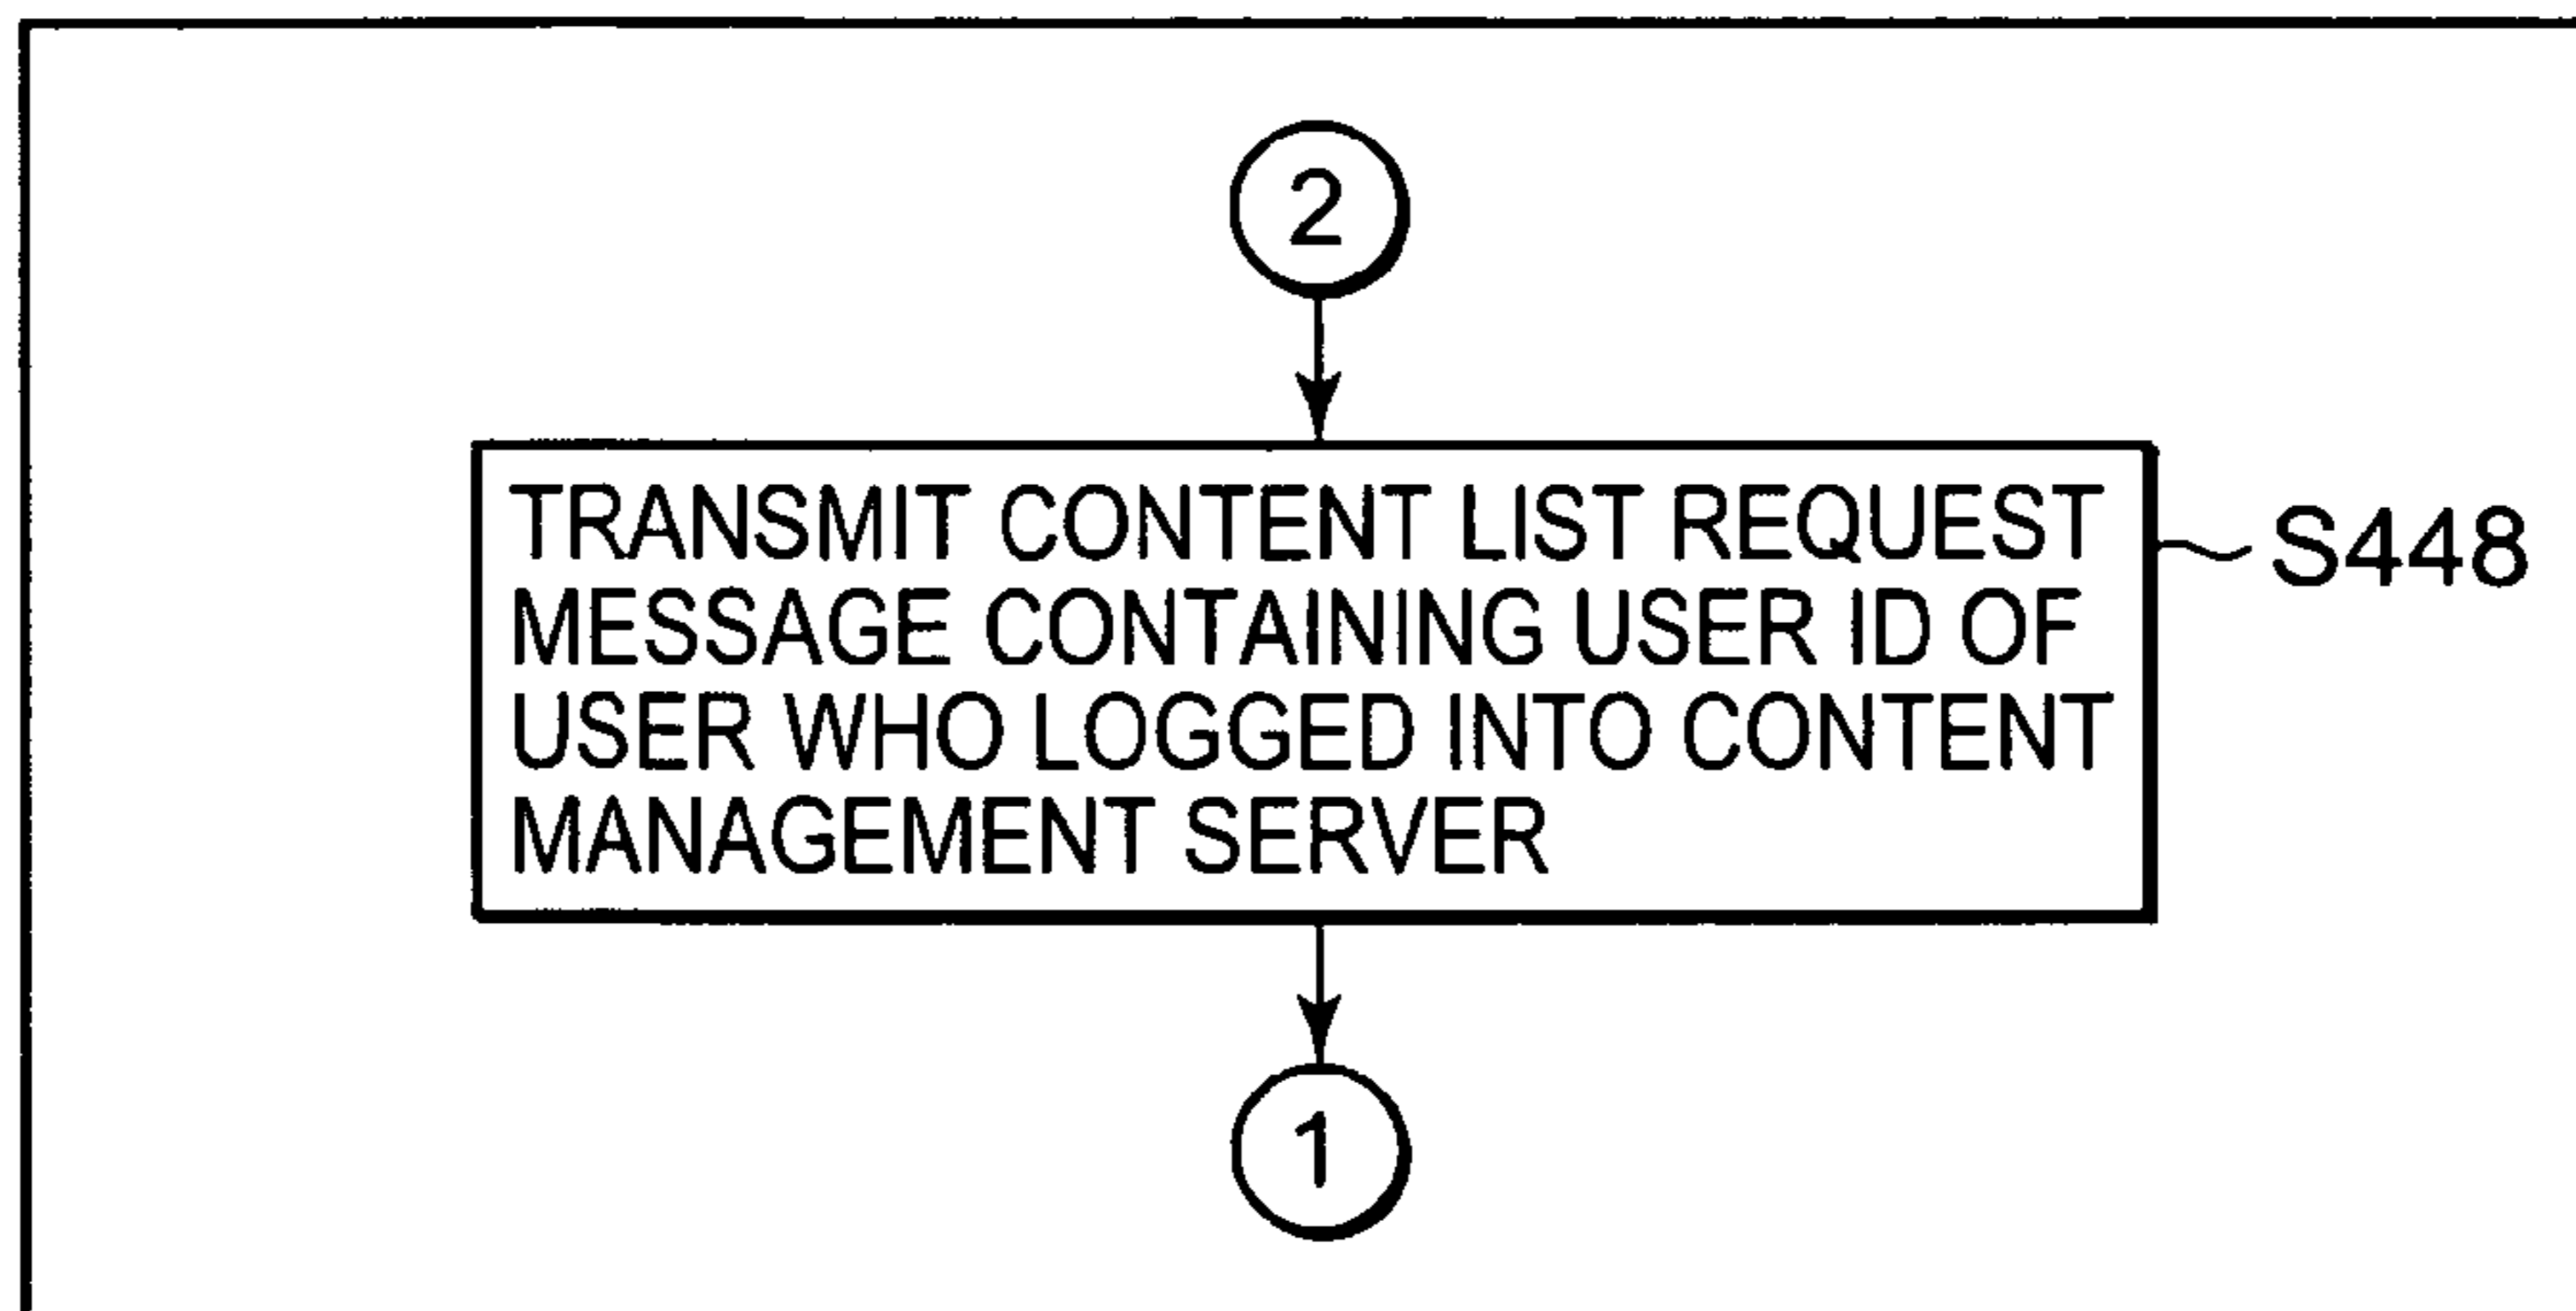 2
TRANSMIT CONTENT LIST REQUEST
MESSAGE CONTAINING USER ID OF
USER WHO LOGGED INTO CONTENT
MANAGEMENT SERVER
S448
1